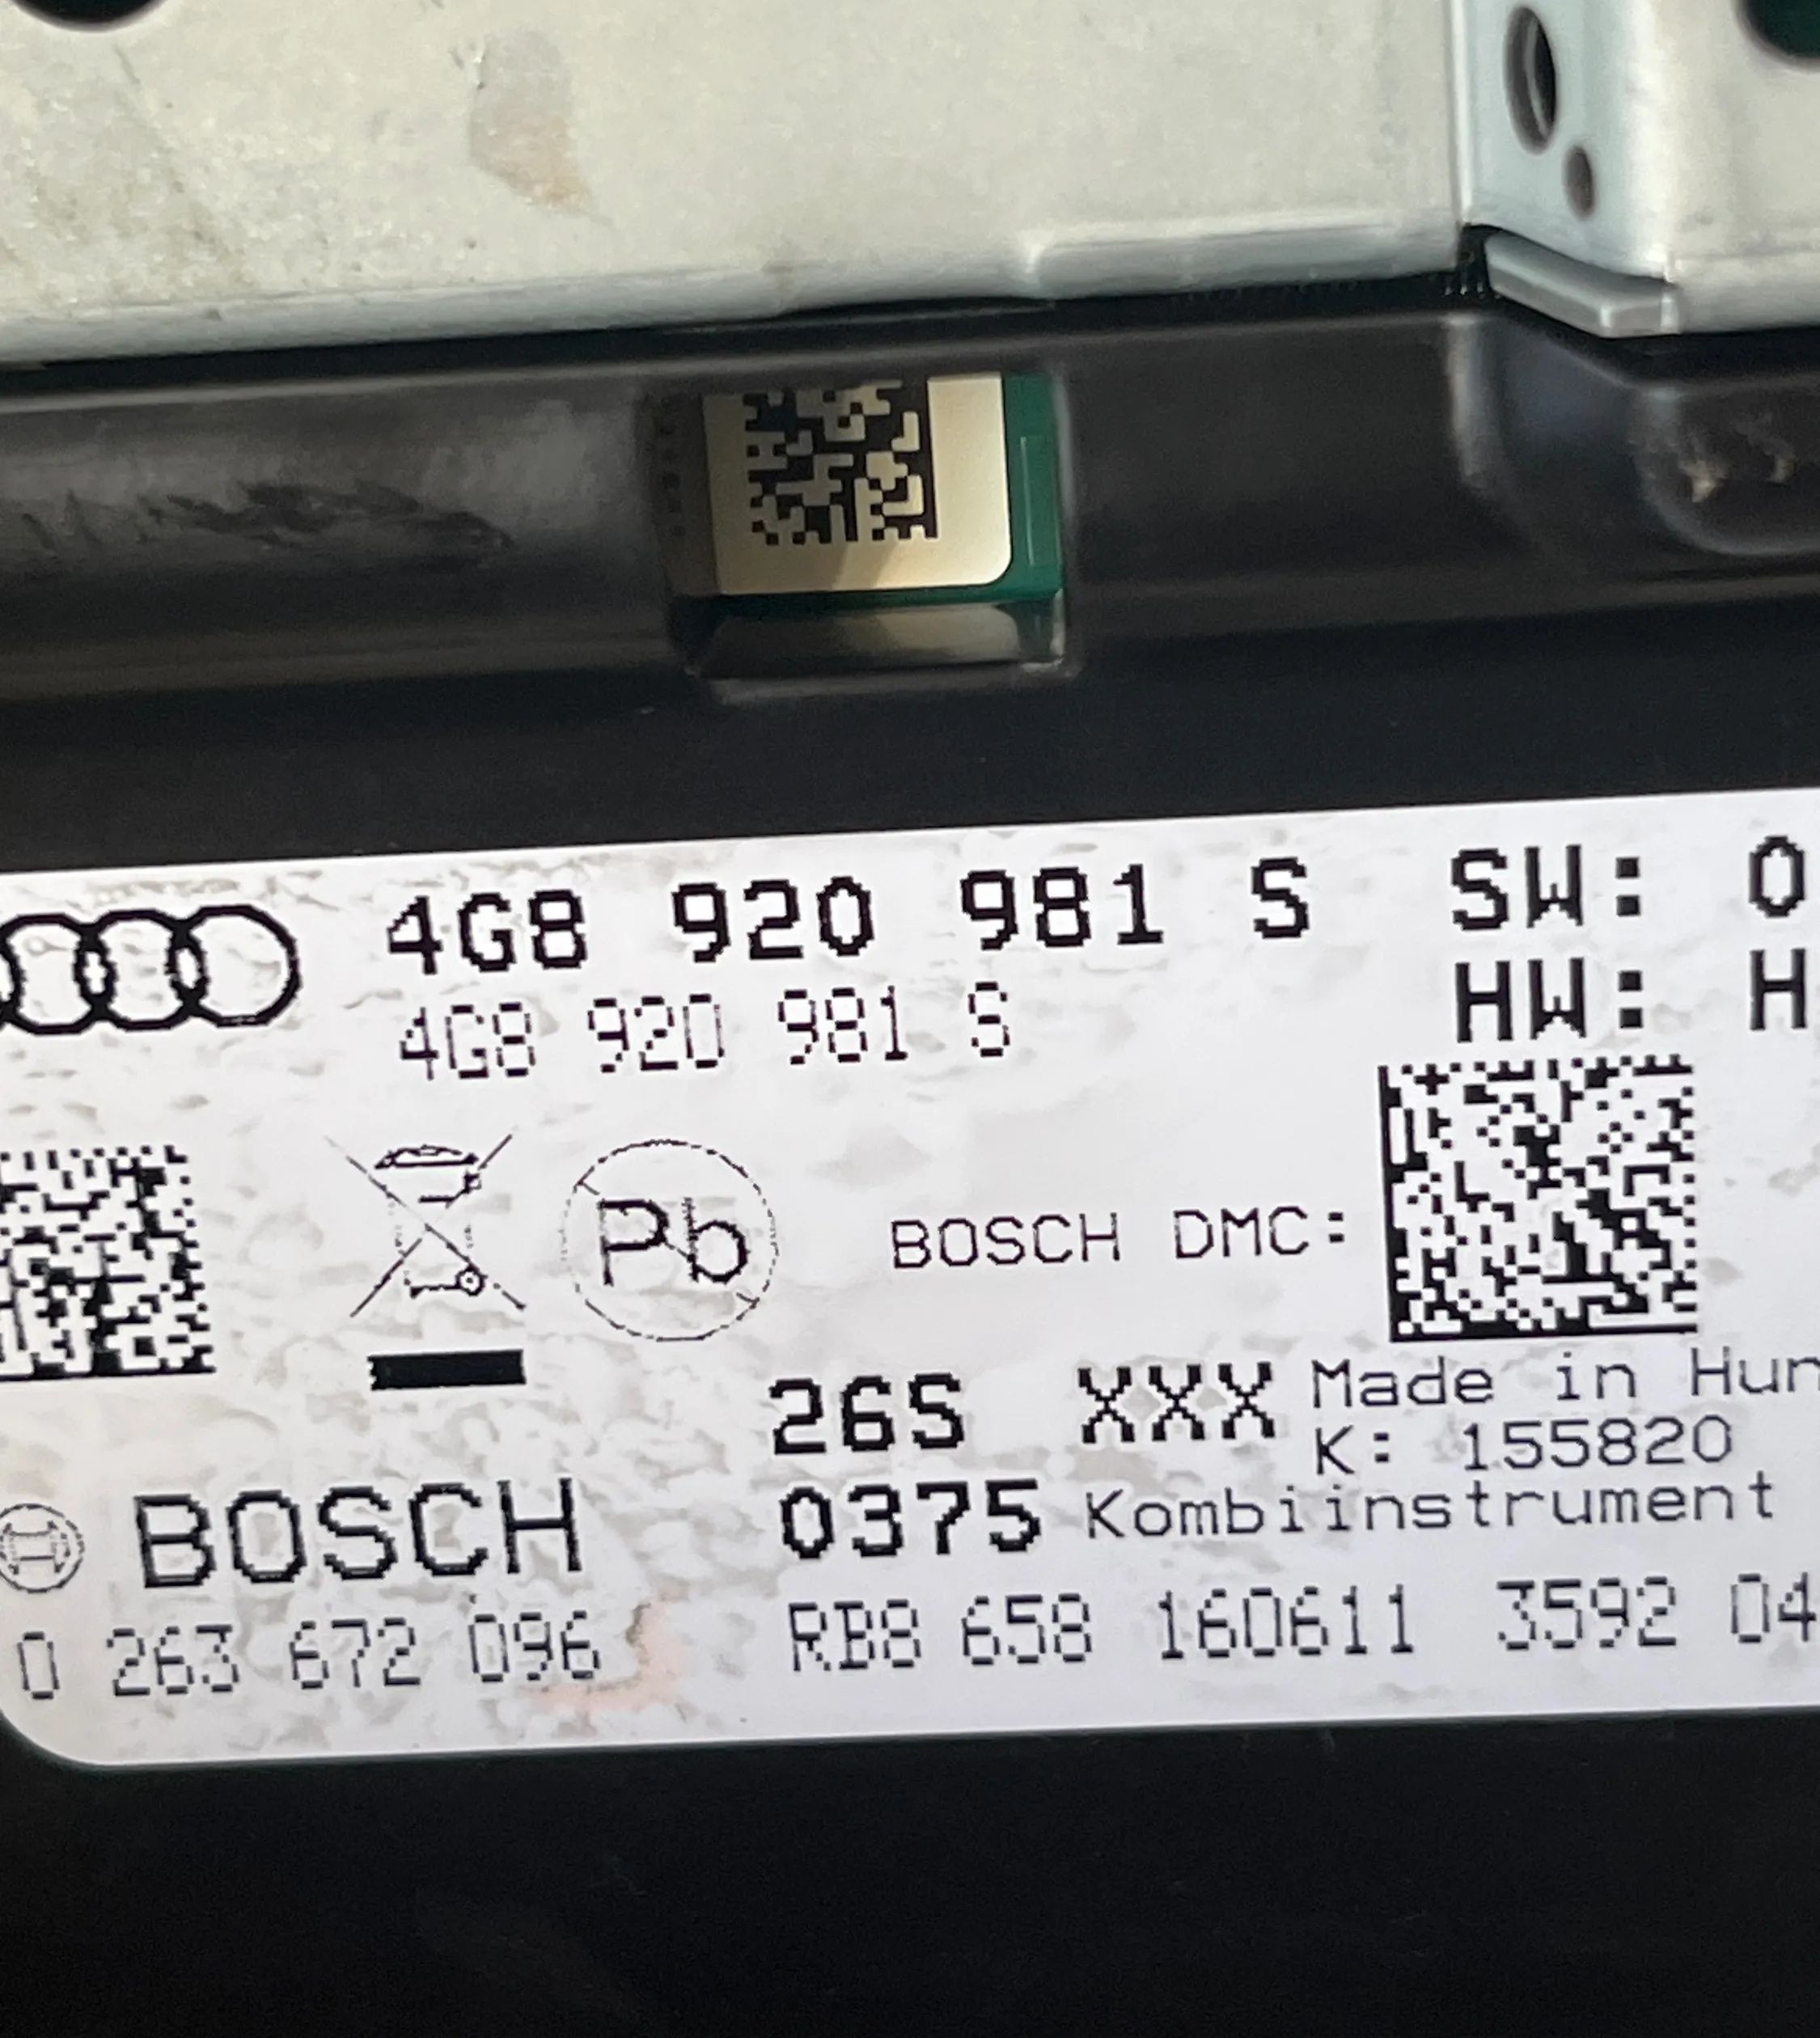 4G8 920 981 S SW: 0
4G8 920 981 S HW: H
Pb BOSCH DMC:
26S XXX Made in Hun
K: 155820
BOSCH 0375 Kombiinstrument
0 263 672 096 RB8 658 160611 3592 04